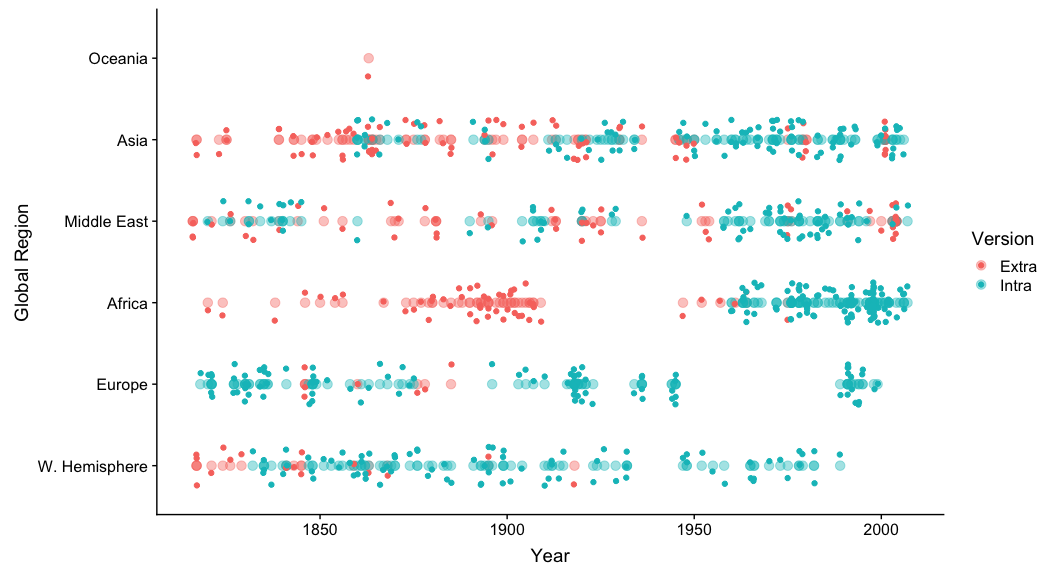 Oceania
Asia
Middle East
Africa
Europe
W. Hemisphere
Global Region
1850
1900
1950
2000
Year
Version
Extra
Intra